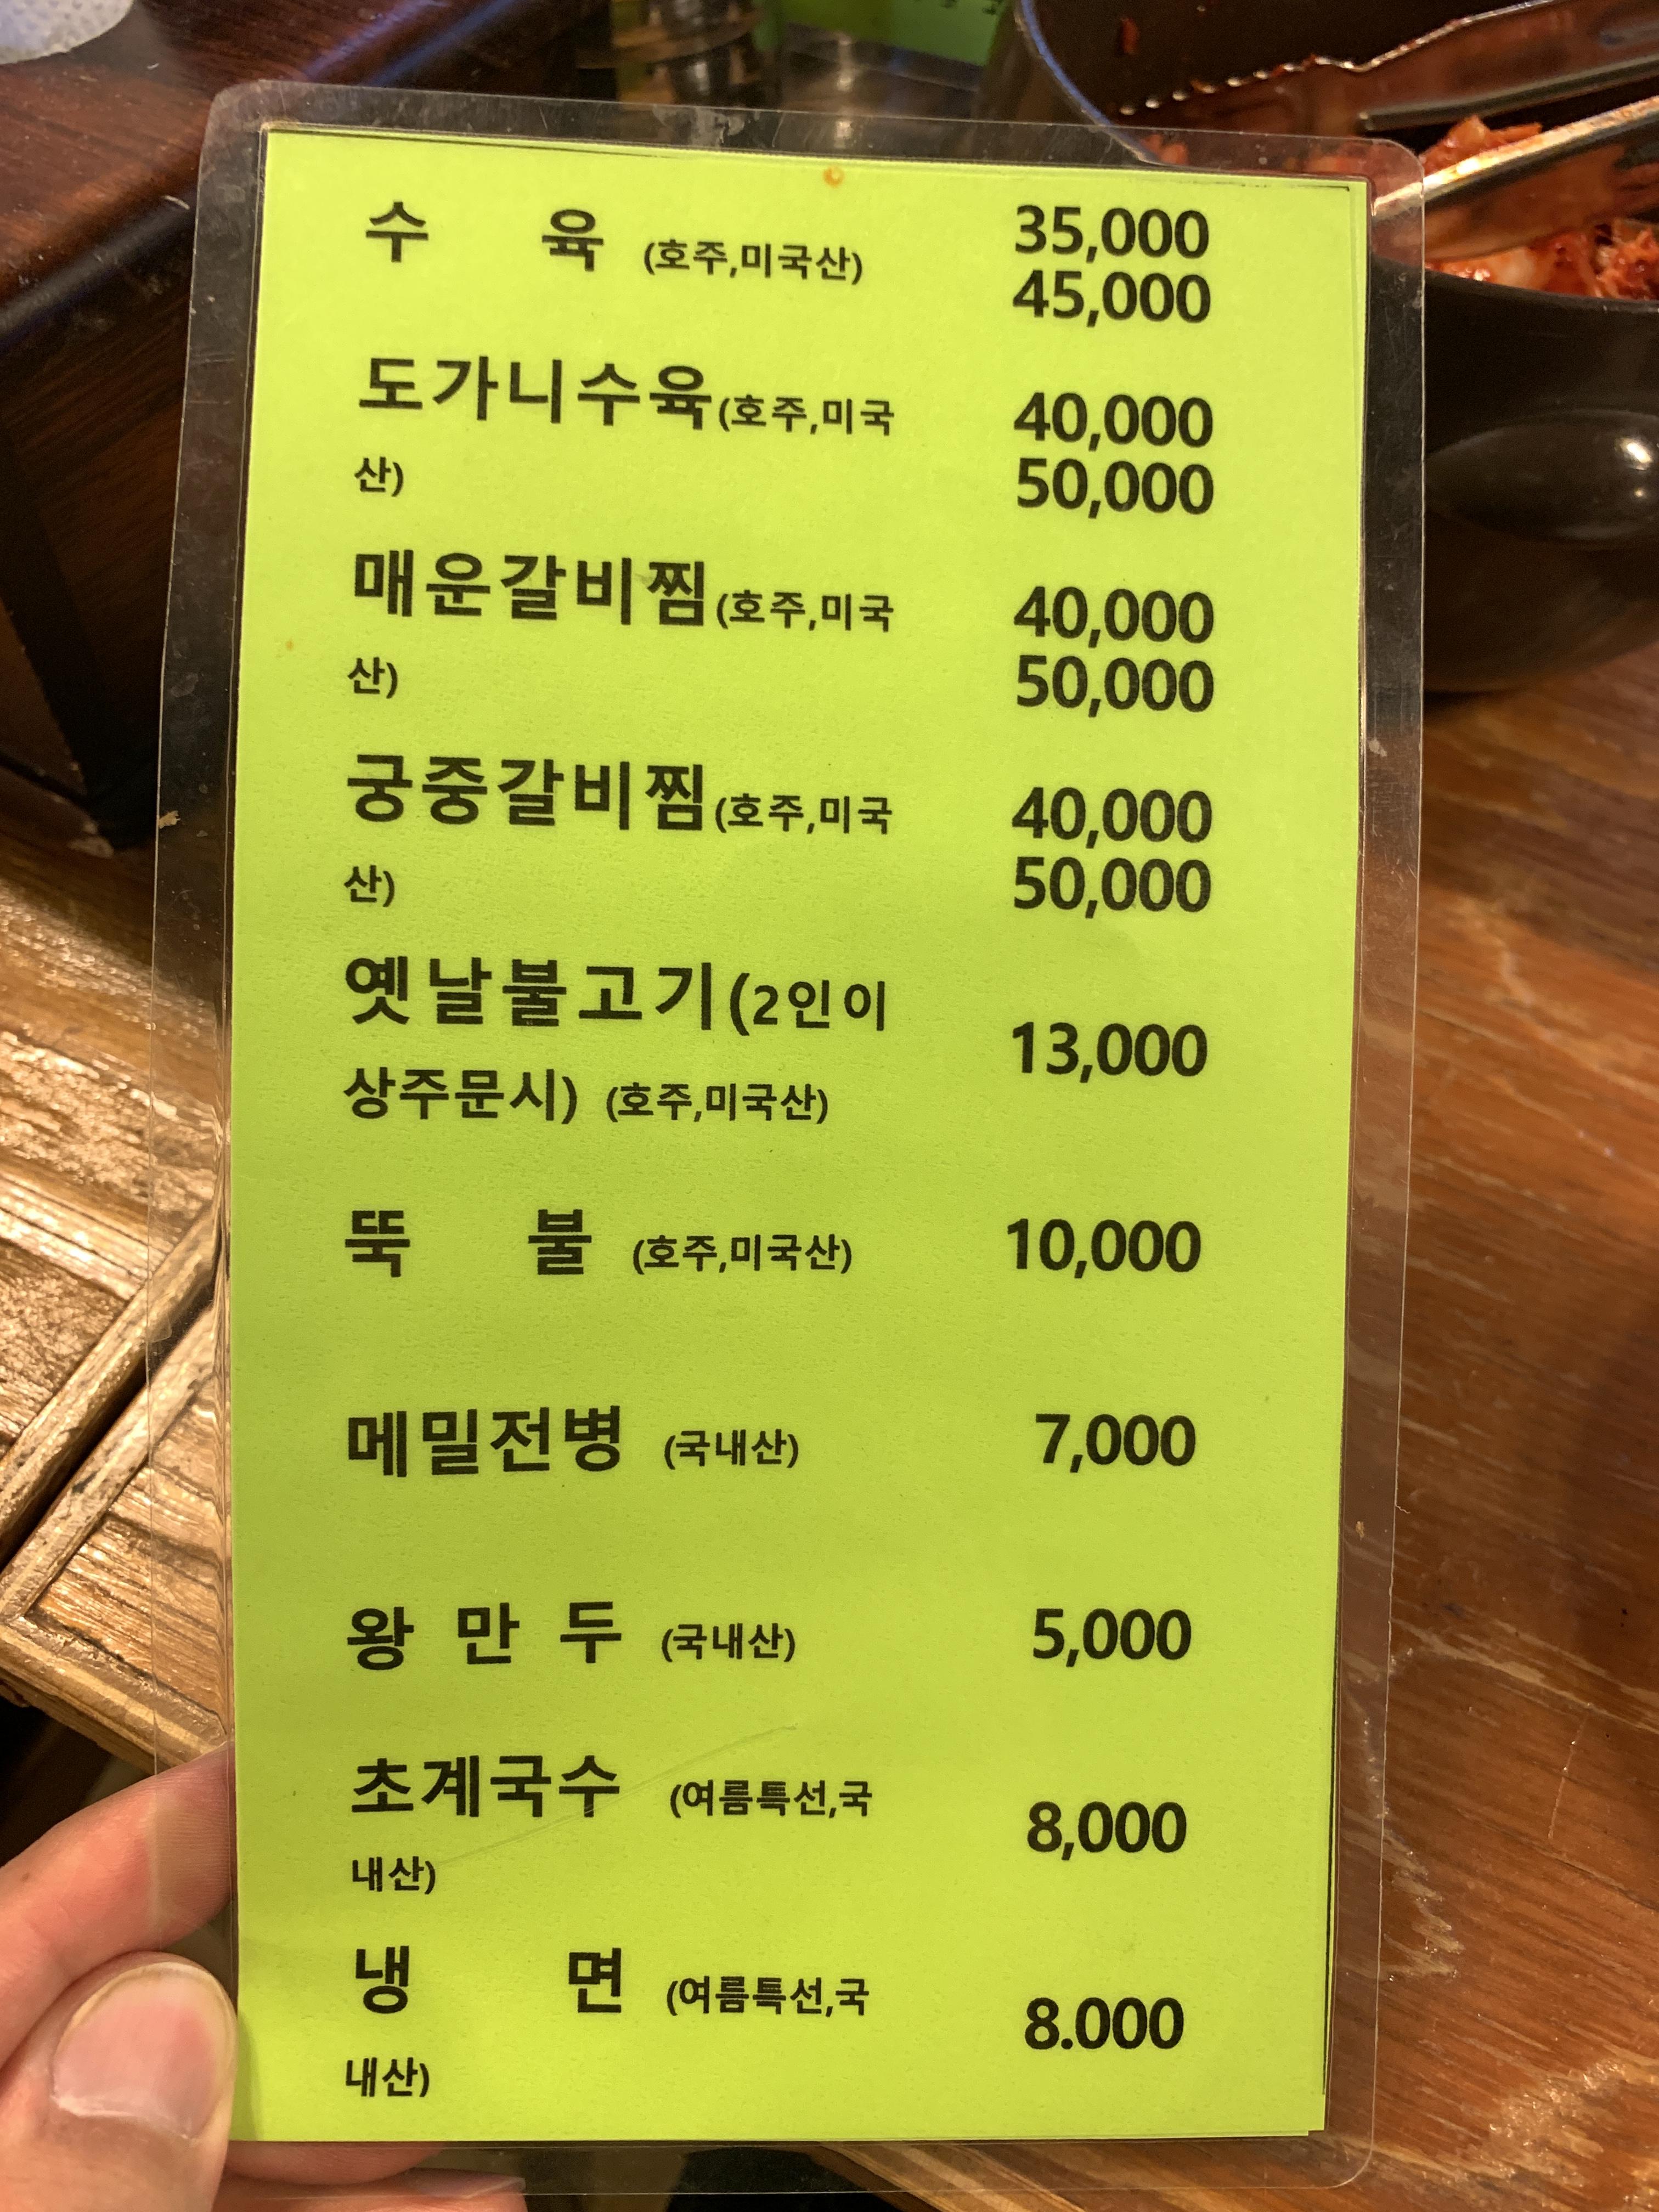 수 육 (호주,미국산) 35,000
45,000
도가니수육(호주,미국 40,000
산) 50,000
매운갈비찜(호주,미국 40,000
산) 50,000
궁중갈비찜(호주,미국 40,000
산) 50,000
옛날불고기(2인이
13,000
상주문시) (호주,미국산)
뚝 불 (호주,미국산) 10,000
메밀전병 (국내산) 7,000
왕 만 두 (국내산) 5,000
초계국수 (여름특선,국
8,000
내산)
냉 면 (여름특선,국
8.000
내산)